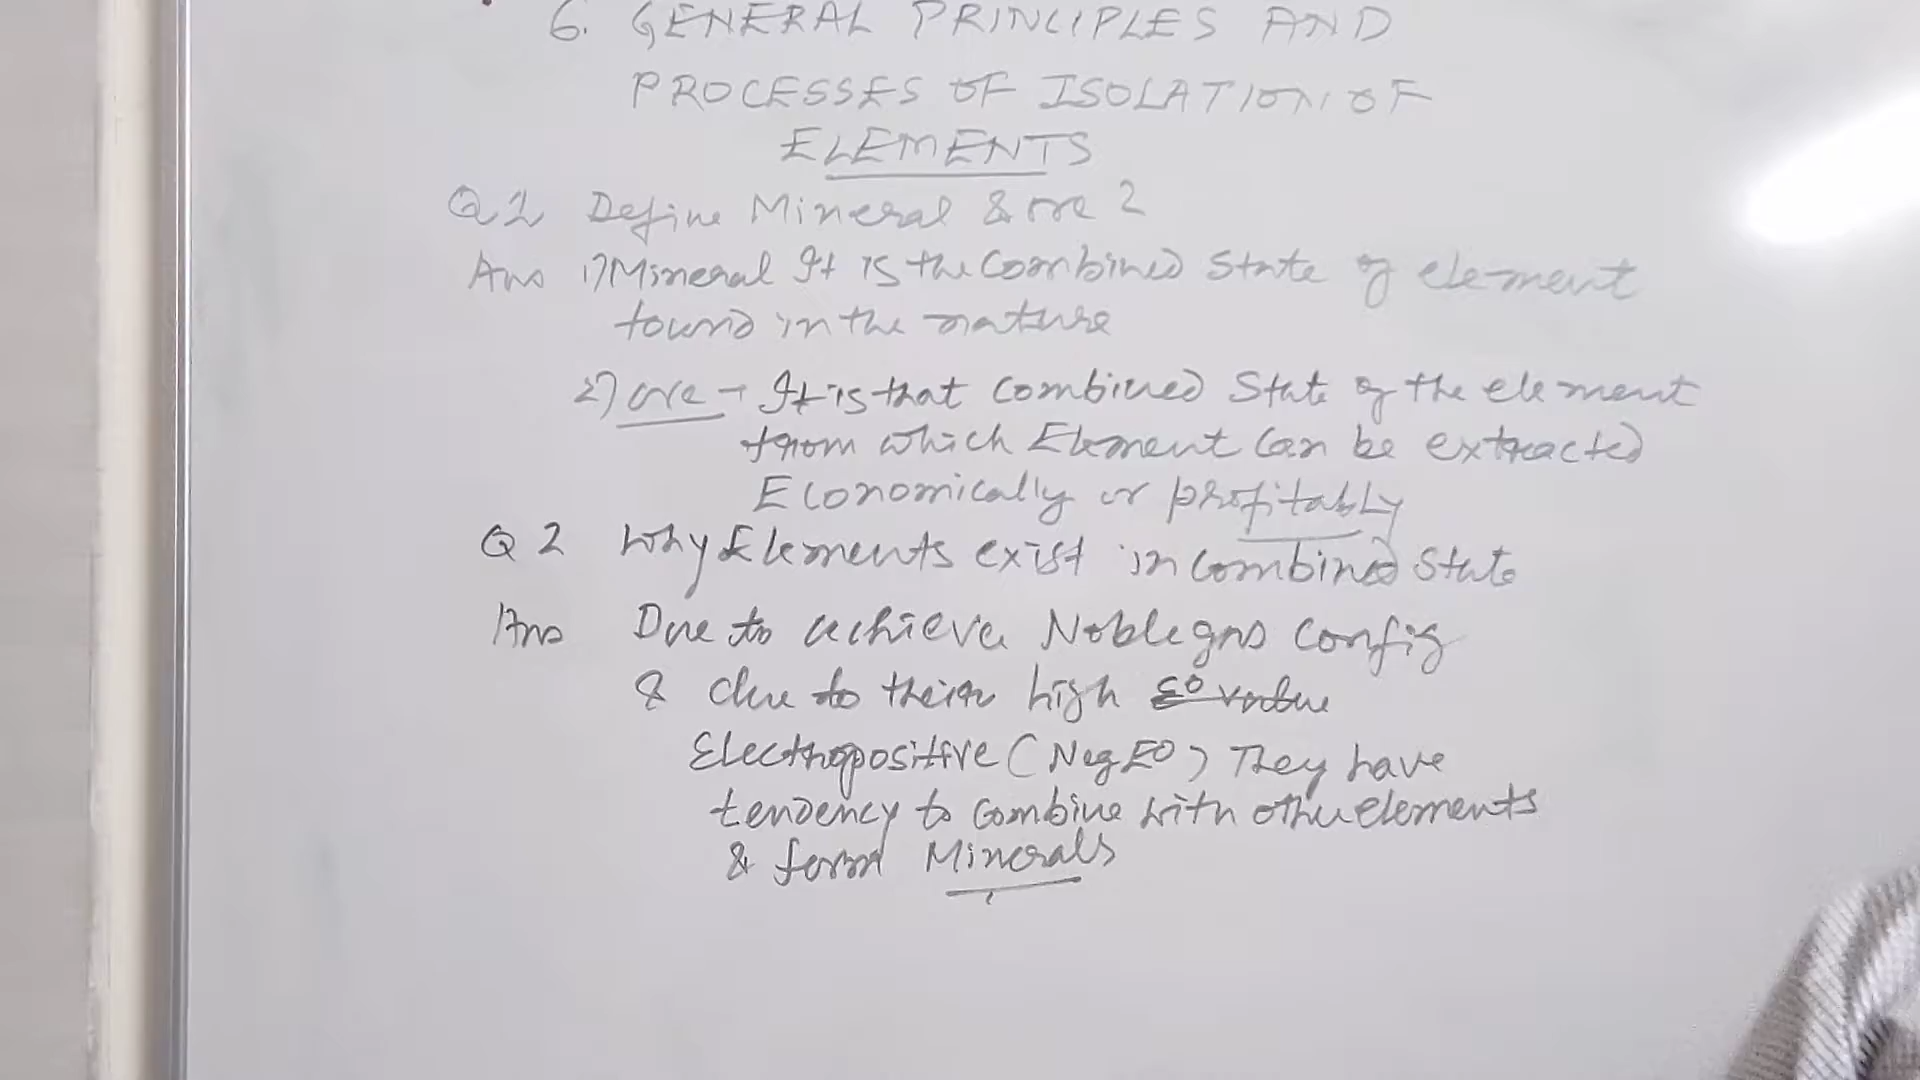 6. GENERAL PRINCIPLES AND
PROCESSES OF ISOLATION OF
ELEMENTS
Q1 Define Mineral & ore ?
Ans 1) Mineral It is the Combined State of element
found in the nature
2) ore → It is that Combined State of the element
from which Element Can be extracted
Economically or profitably
Q2 Why Elements exist in Combined State
Ans Due to achieve Noble gas Config
& due to their high E° value
Electropositive (Neg E°) They have
tendency to Combine with other elements
& form Minerals